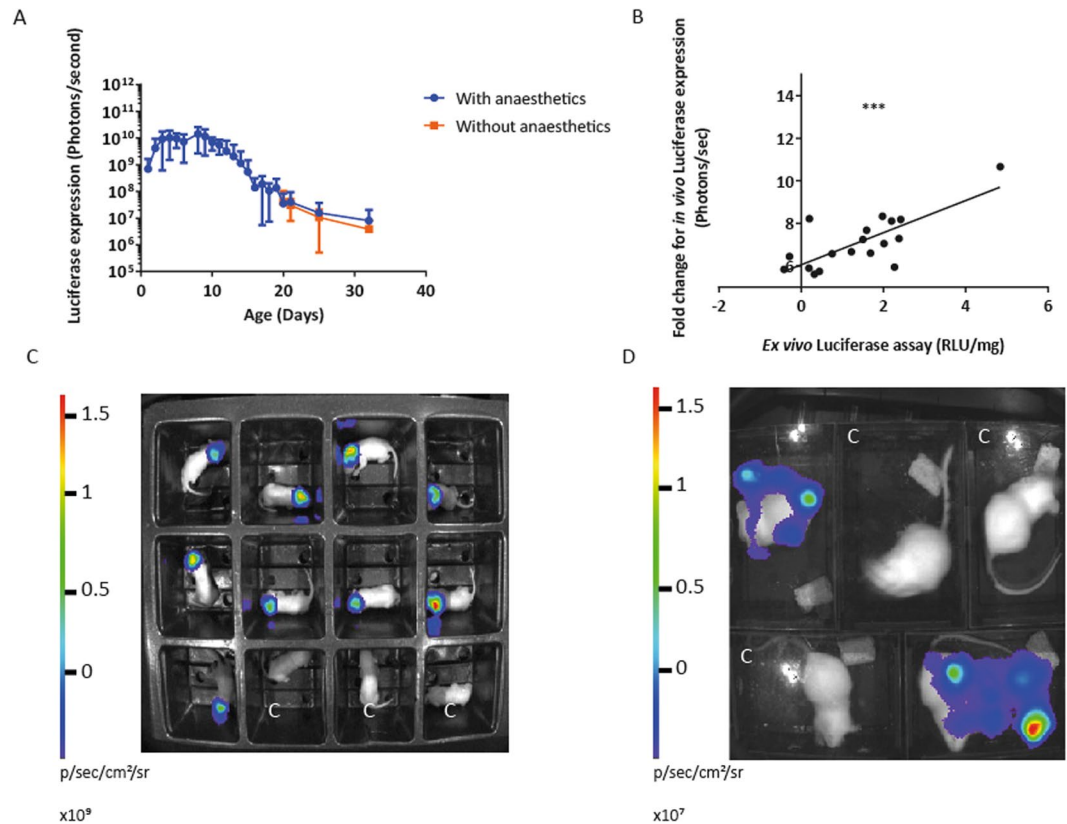 A
Luciferase expression (Photons/second)
10¹²
10¹¹
10¹⁰
10⁹
10⁸
10⁷
10⁶
10⁵
0
10
20
30
40
Age (Days)
With anaesthetics
Without anaesthetics
B
Fold change for in vivo Luciferase expression
(Photons/sec)
14
12
10
8
6
***
-2
0
2
4
6
Ex vivo Luciferase assay (RLU/mg)
C
1.5
1
0.5
0
p/sec/cm²/sr
x10⁹
C
C
C
D
1.5
1
0.5
0
p/sec/cm²/sr
x10⁷
C
C
C